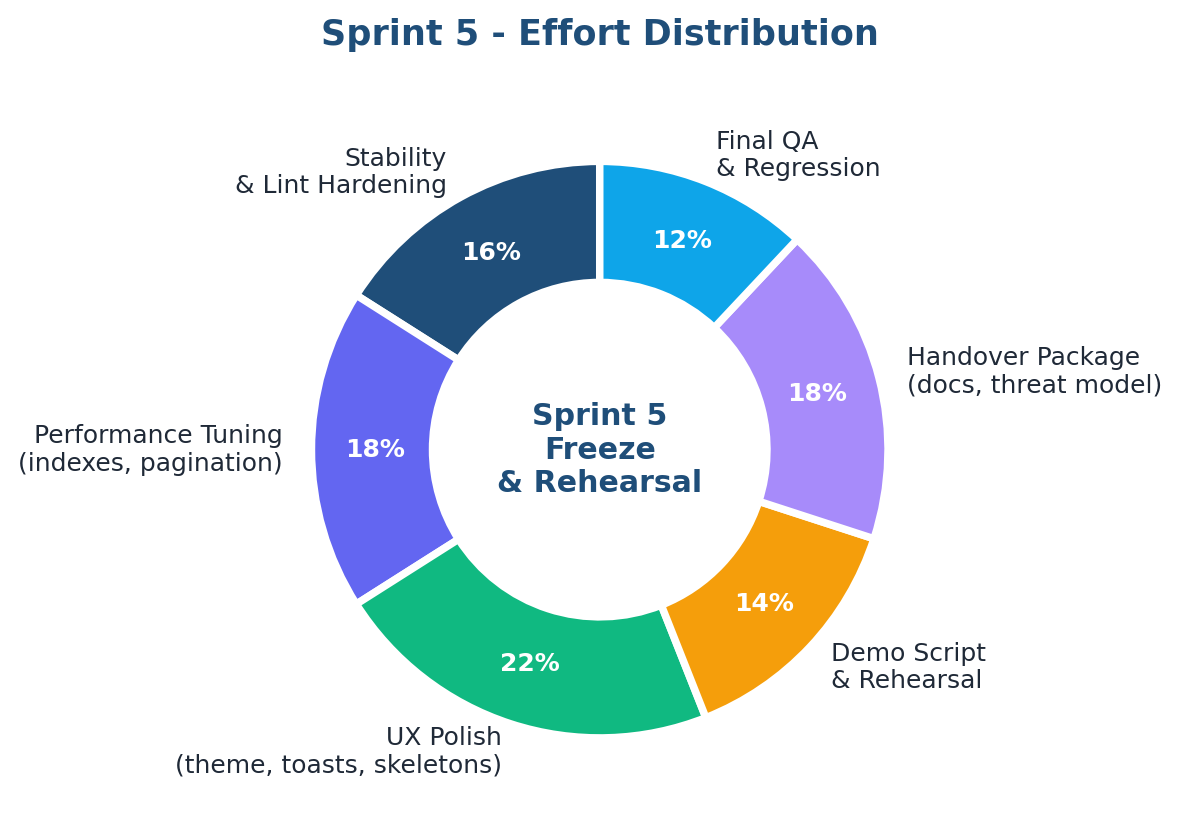 Sprint 5 - Effort Distribution
Final QA
& Regression
12%
Stability
& Lint Hardening
16%
Handover Package
(docs, threat model)
18%
Performance Tuning
(indexes, pagination)
18%
Sprint 5
Freeze
& Rehearsal
14%
Demo Script
& Rehearsal
22%
UX Polish
(theme, toasts, skeletons)